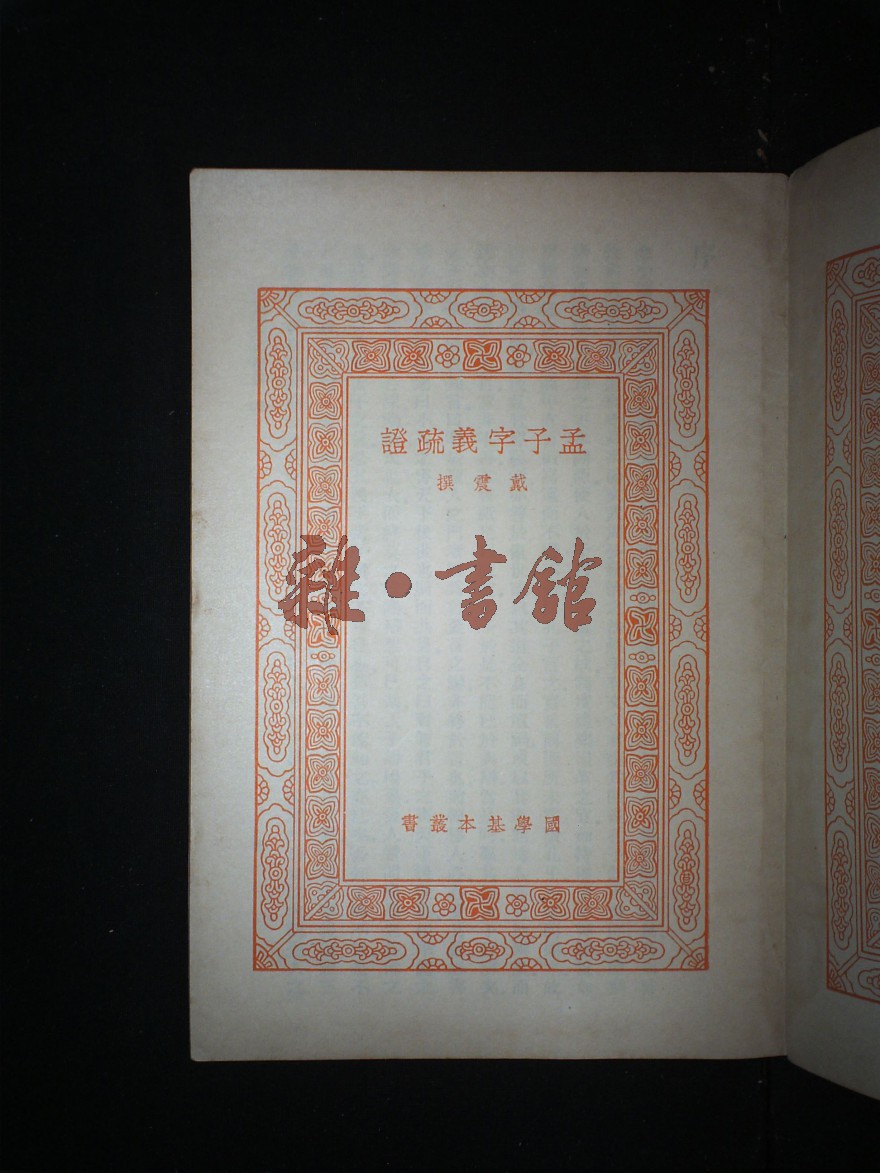 孟子字義疏證
戴震撰
雜·書館
國學基本叢書